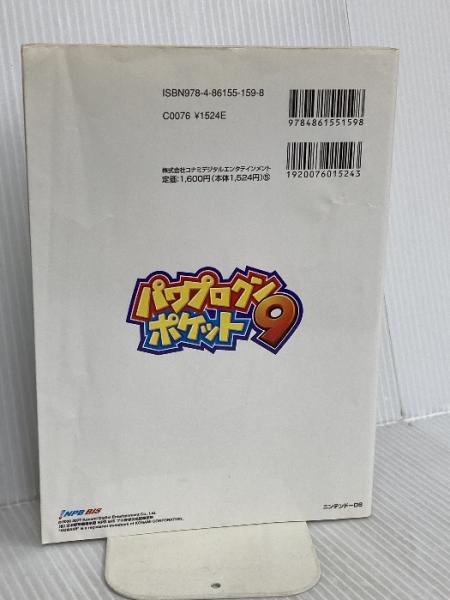 ISBN978-4-86155-159-8
C0076 ¥1524E
9784861551598
株式会社コナミデジタルエンタテインメント
定価:1,600円(本体1,524円)⑤
1920076015243
パワプロクン
ポケット9
NPB BIS
ニンテンドーDS